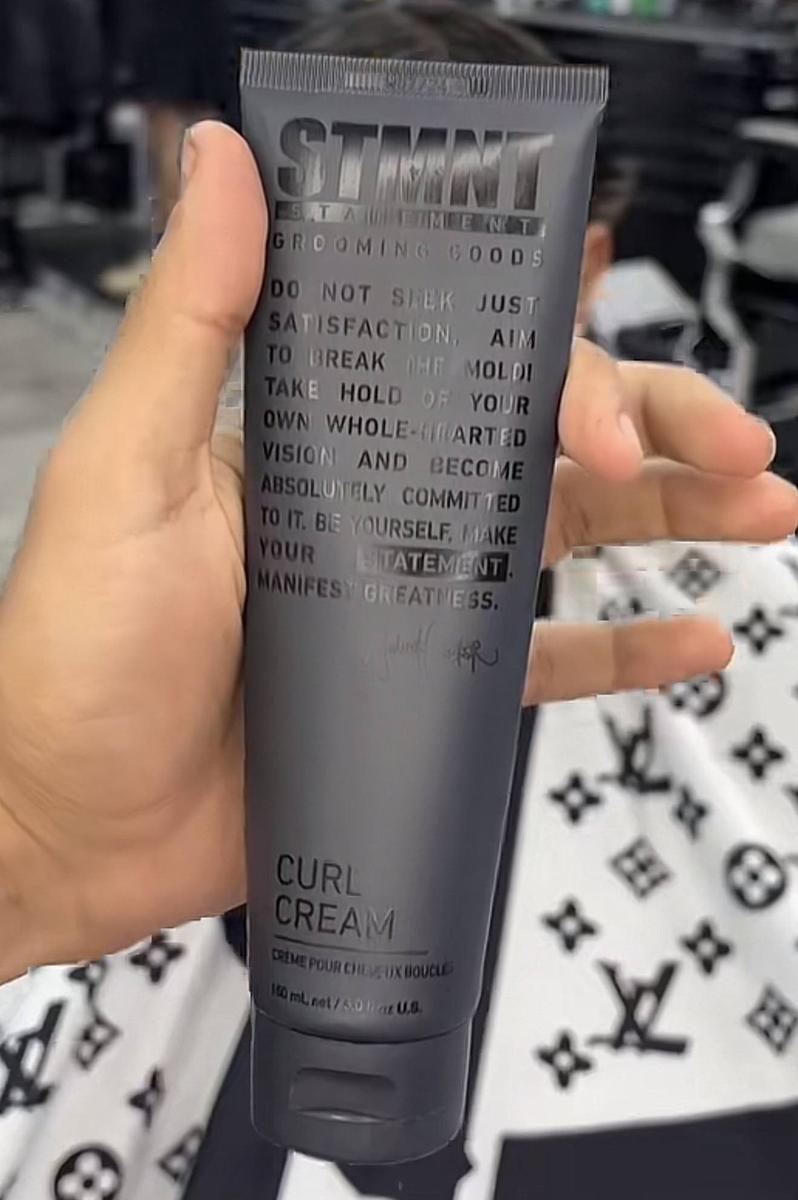 STMNT
STATEMENT
GROOMING GOODS
DO NOT SEEK JUST
SATISFACTION, AIM
TO BREAK THE MOLD!
TAKE HOLD OF YOUR
OWN WHOLE-HEARTED
VISION AND BECOME
ABSOLUTELY COMMITTED
TO IT. BE YOURSELF, MAKE
YOUR STATEMENT.
MANIFEST GREATNESS.
CURL
CREAM
CRÈME POUR CHEVEUX BOUCLÉS
150 mL net / 5.0 fl oz U.S.